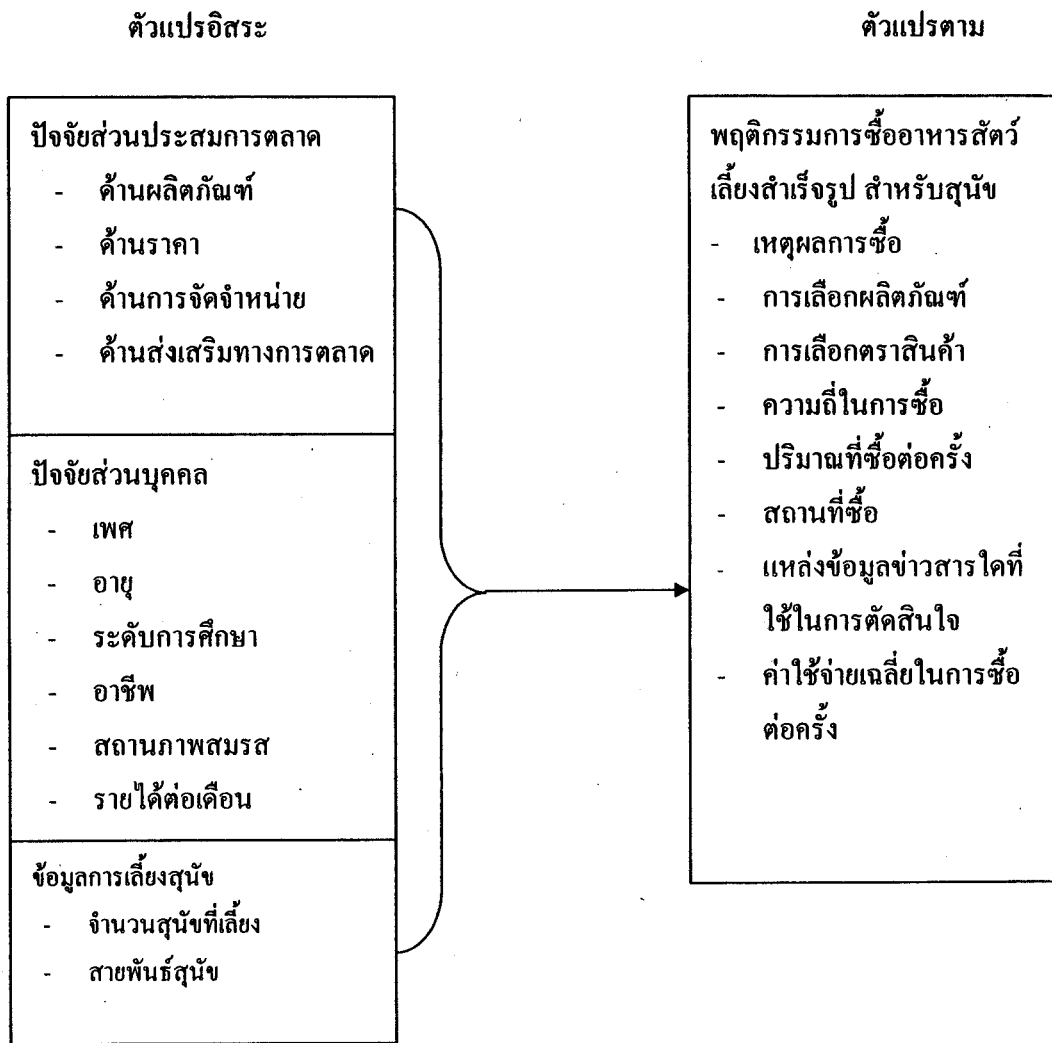 ตัวแปรอิสระ
ตัวแปรตาม
ปัจจัยส่วนประสมการตลาด
- ด้านผลิตภัณฑ์
- ด้านราคา
- ด้านการจัดจำหน่าย
- ด้านส่งเสริมทางการตลาด
ปัจจัยส่วนบุคคล
- เพศ
- อายุ
- ระดับการศึกษา
- อาชีพ
- สถานภาพสมรส
- รายได้ต่อเดือน
ข้อมูลการเลี้ยงสุนัข
- จำนวนสุนัขที่เลี้ยง
- สายพันธ์สุนัข
พฤติกรรมการซื้ออาหารสัตว์
เลี้ยงสำเร็จรูป สำหรับสุนัข
- เหตุผลการซื้อ
- การเลือกผลิตภัณฑ์
- การเลือกตราสินค้า
- ความถี่ในการซื้อ
- ปริมาณที่ซื้อต่อครั้ง
- สถานที่ซื้อ
- แหล่งข้อมูลข่าวสารใดที่
ใช้ในการตัดสินใจ
- ค่าใช้จ่ายเฉลี่ยในการซื้อ
ต่อครั้ง